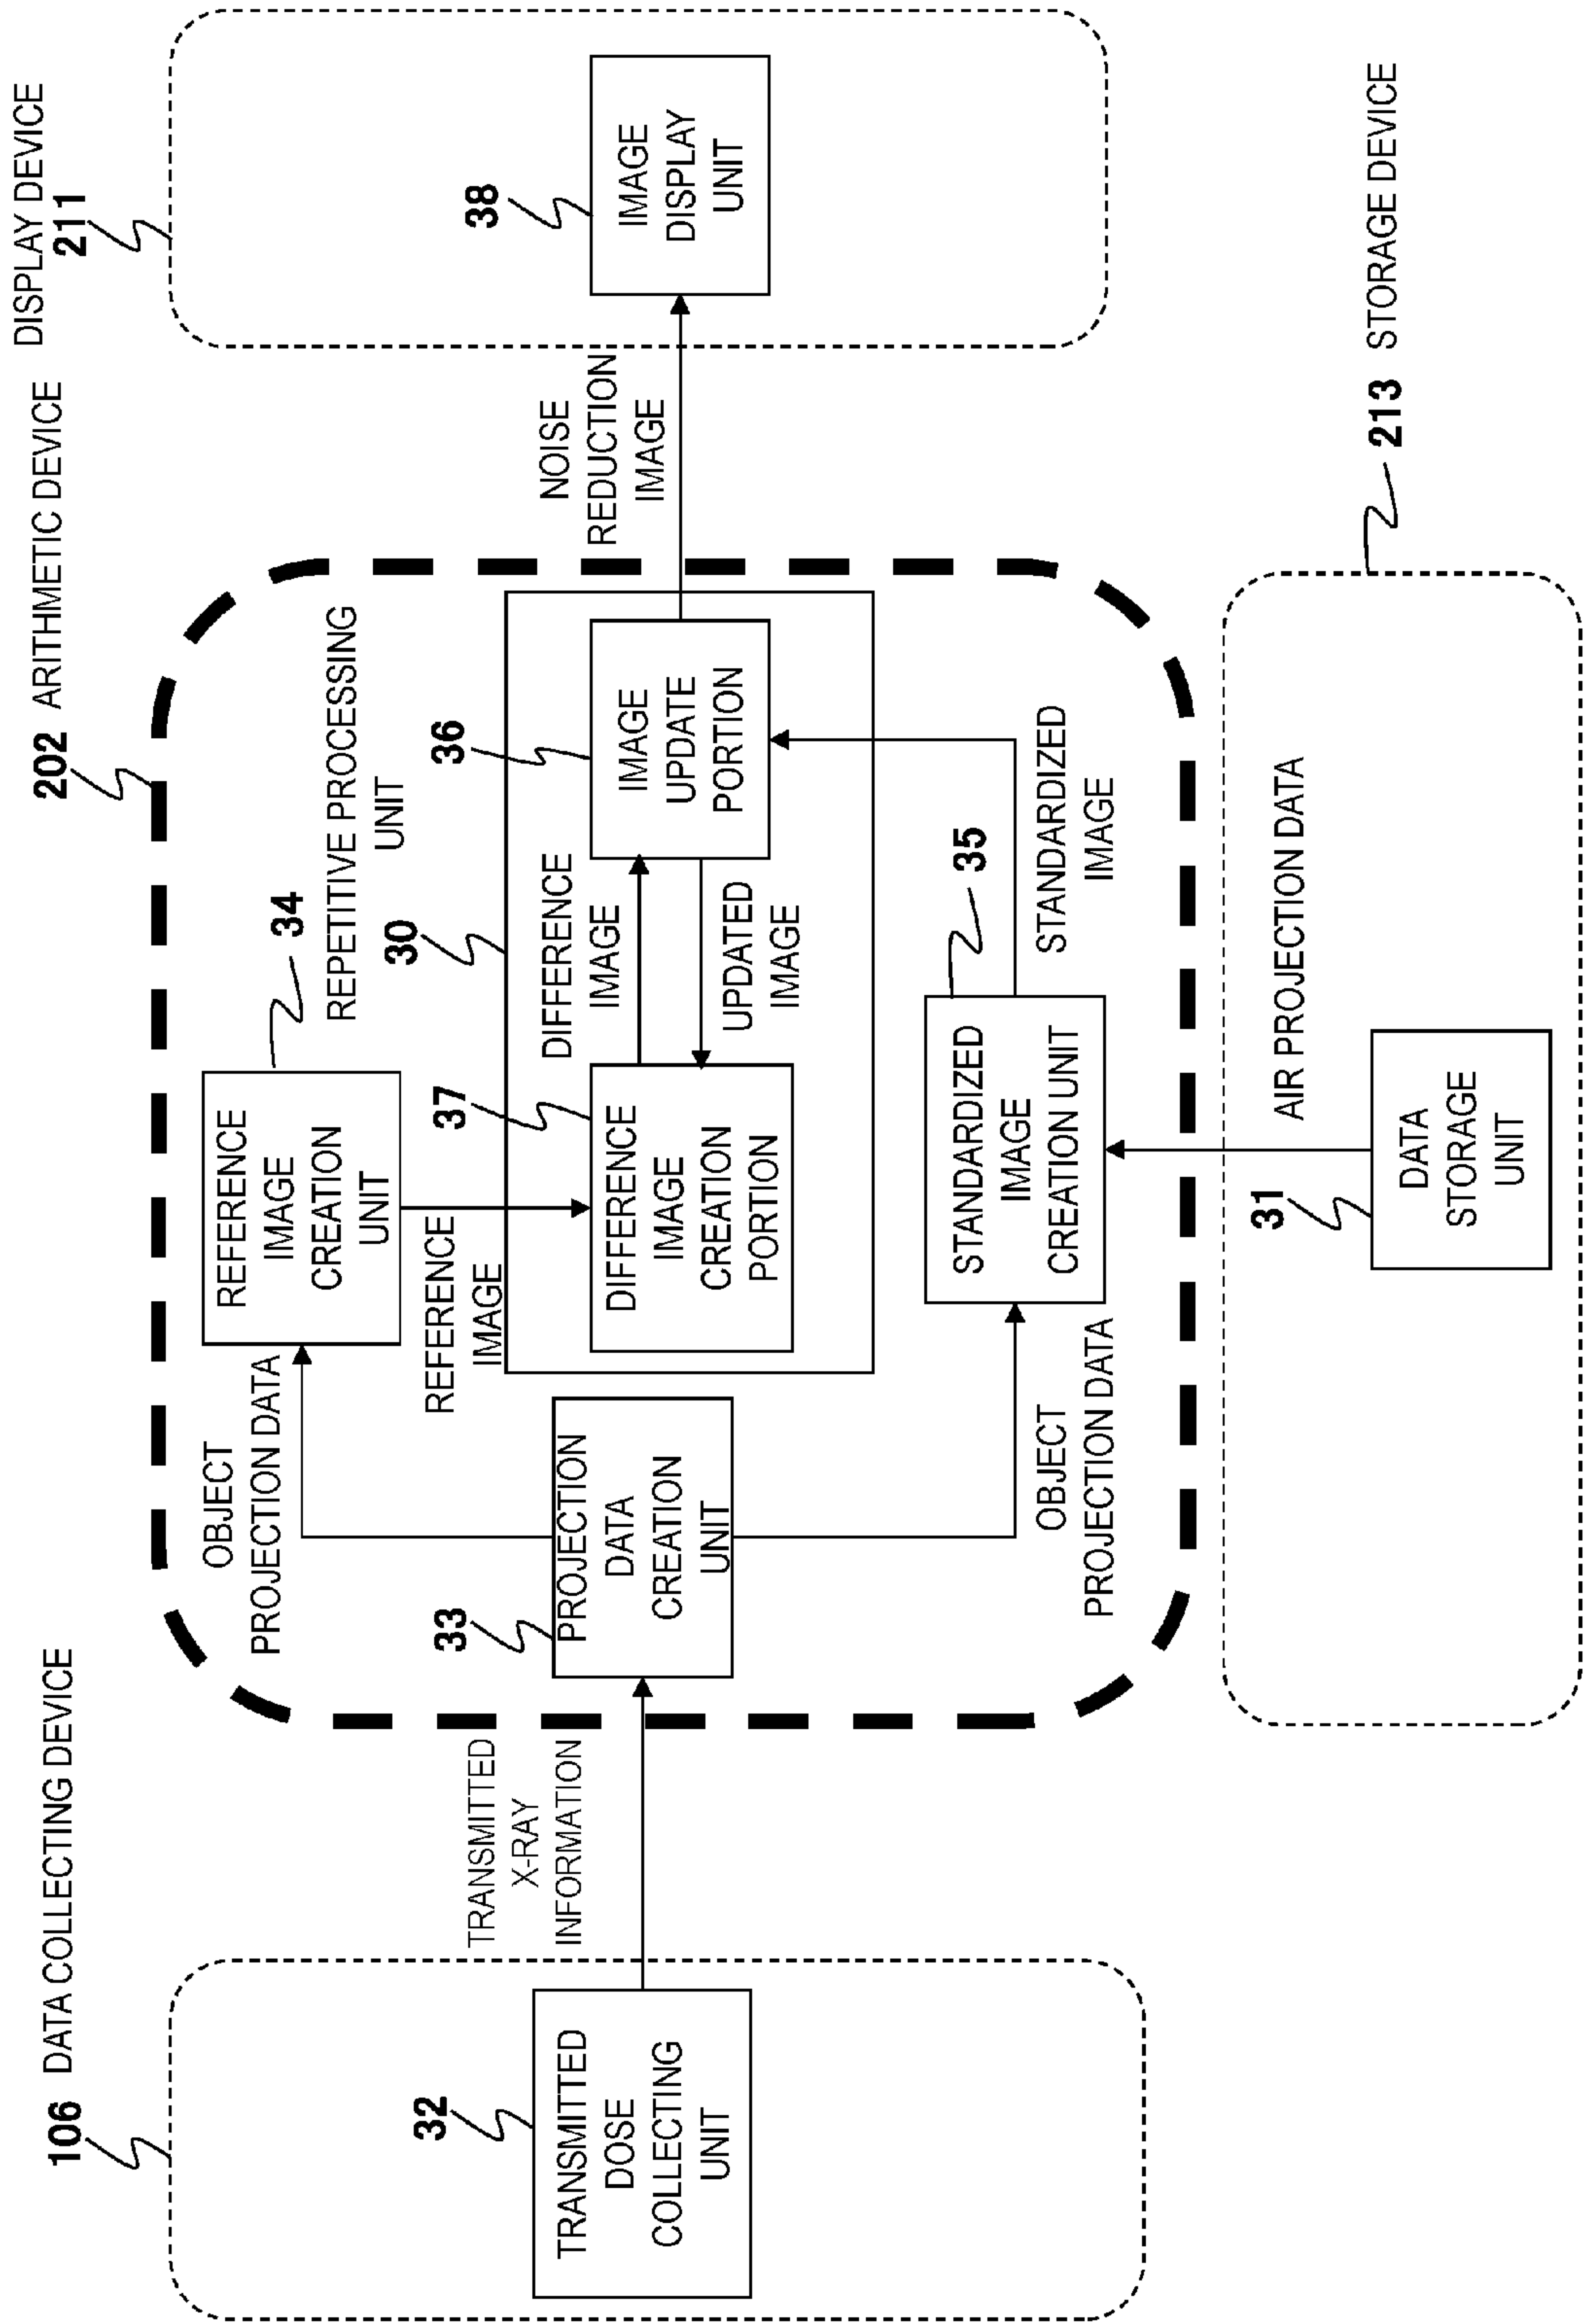 106 DATA COLLECTING DEVICE
32
TRANSMITTED
DOSE
COLLECTING
UNIT
TRANSMITTED
X-RAY
INFORMATION
202 ARITHMETIC DEVICE
33
PROJECTION
DATA
CREATION
UNIT
OBJECT
PROJECTION DATA
OBJECT
PROJECTION DATA
REFERENCE
IMAGE
CREATION
UNIT
34
REFERENCE
IMAGE
REPETITIVE PROCESSING
UNIT
30
37
DIFFERENCE
IMAGE
CREATION
PORTION
DIFFERENCE
IMAGE
UPDATED
IMAGE
36
IMAGE
UPDATE
PORTION
STANDARDIZED
IMAGE
CREATION UNIT
35
STANDARDIZED
IMAGE
NOISE
REDUCTION
IMAGE
DISPLAY DEVICE
211
38
IMAGE
DISPLAY
UNIT
AIR PROJECTION DATA
31
DATA
STORAGE
UNIT
213 STORAGE DEVICE